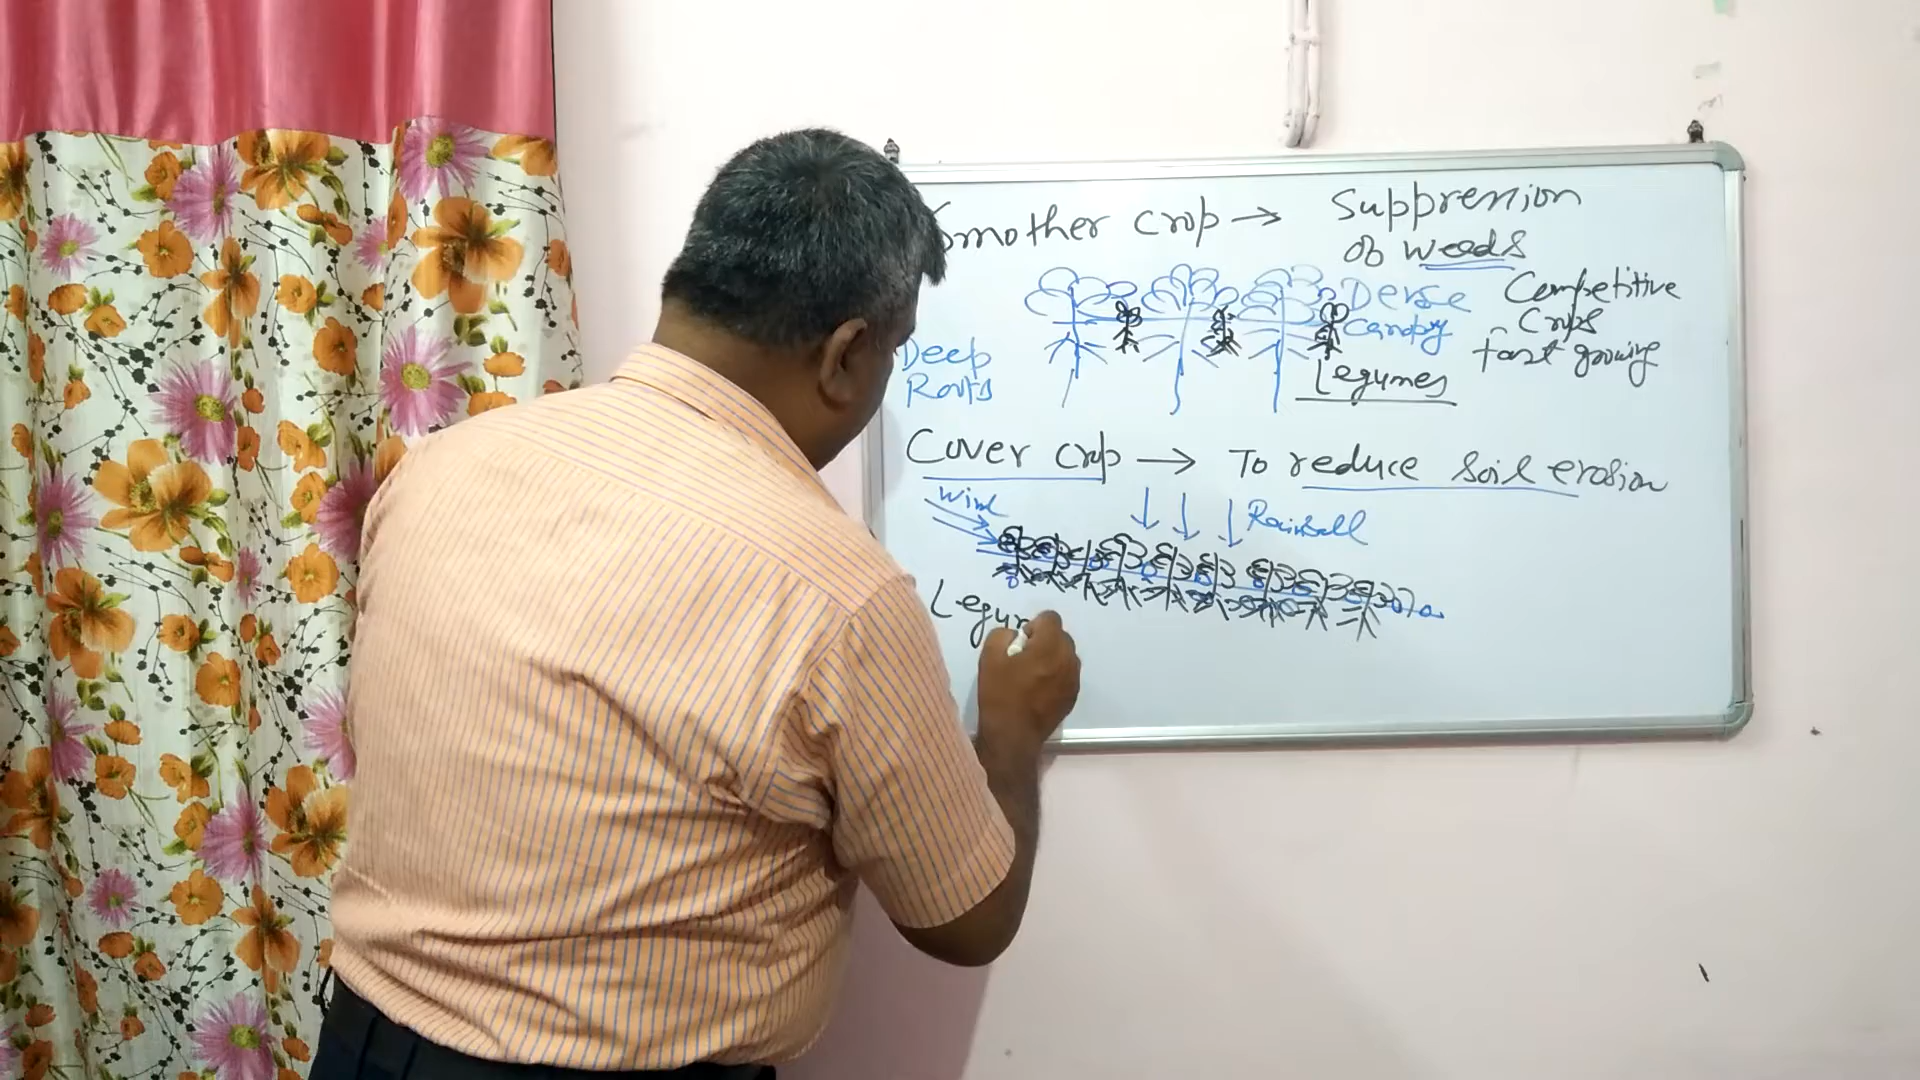 Smother crop → Suppression
of weeds
Dense
Canopy
Competitive
Crops
fast growing
Deep
Roots
Legumes
Cover crop → To reduce soil erosion
Wind
Rainfall
Legum